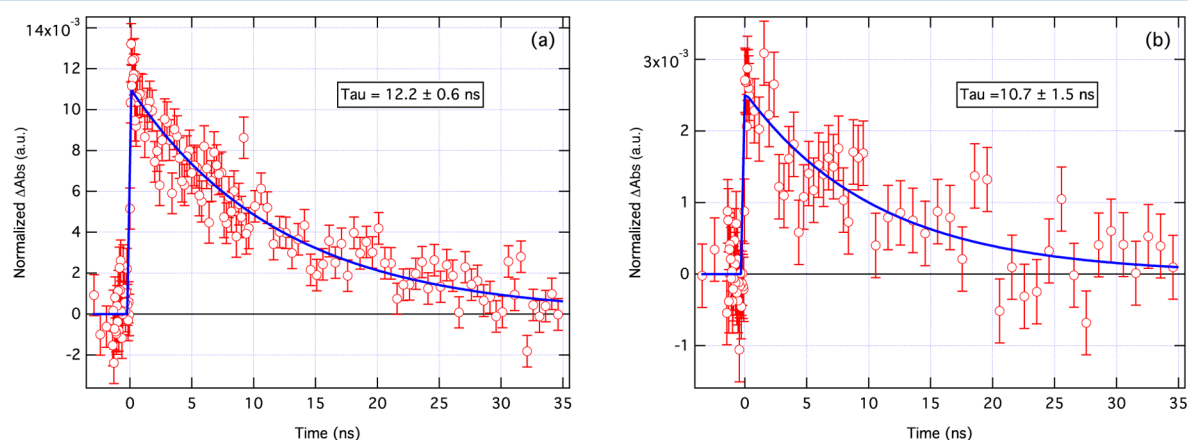 14x10⁻³
12
10
8
6
4
2
0
-2
Normalized ΔAbs (a.u.)
(a)
Tau = 12.2 ± 0.6 ns
0 5 10 15 20 25 30 35
Time (ns)
3x10⁻³
2
1
0
-1
Normalized ΔAbs (a.u.)
(b)
Tau =10.7 ± 1.5 ns
0 5 10 15 20 25 30 35
Time (ns)